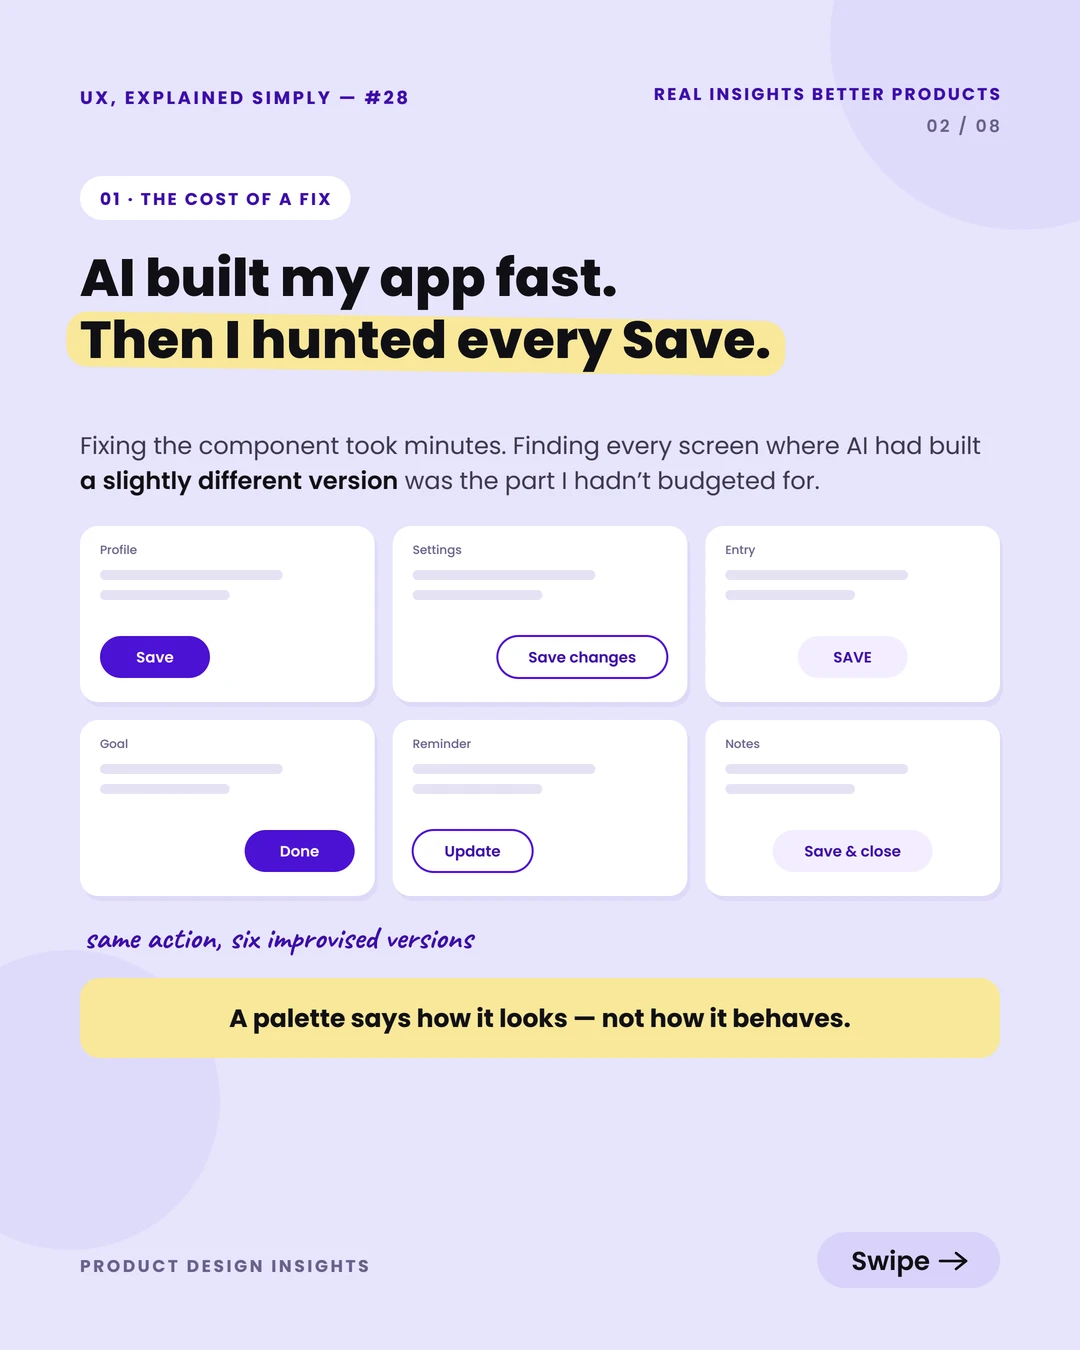 UX, EXPLAINED SIMPLY — #28
REAL INSIGHTS BETTER PRODUCTS
02 / 08
01 · THE COST OF A FIX
AI built my app fast.
Then I hunted every Save.
Fixing the component took minutes. Finding every screen where AI had built
a slightly different version was the part I hadn’t budgeted for.
Profile
Save
Settings
Save changes
Entry
SAVE
Goal
Done
Reminder
Update
Notes
Save & close
same action, six improvised versions
A palette says how it looks — not how it behaves.
PRODUCT DESIGN INSIGHTS
Swipe →